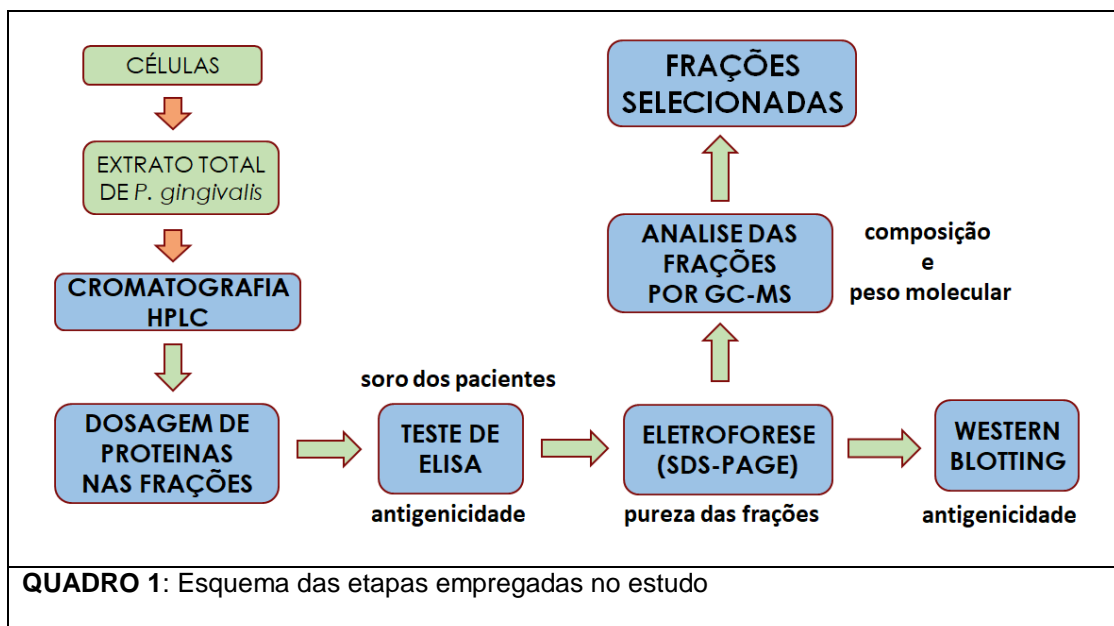 CÉLULAS
EXTRATO TOTAL
DE P. gingivalis
CROMATOGRAFIA
HPLC
DOSAGEM DE
PROTEINAS
NAS FRAÇÕES
soro dos pacientes
TESTE DE
ELISA
antigenicidade
ELETROFORESE
(SDS-PAGE)
pureza das frações
WESTERN
BLOTTING
antigenicidade
ANALISE DAS
FRAÇÕES
POR GC-MS
composição
e
peso molecular
FRAÇÕES
SELECIONADAS
QUADRO 1: Esquema das etapas empregadas no estudo